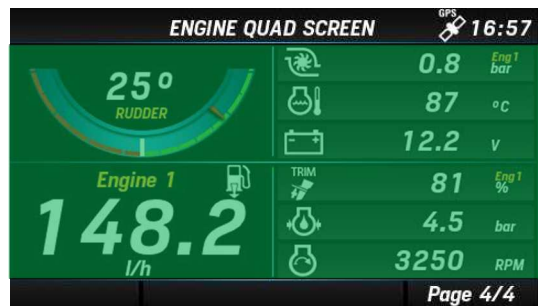 ENGINE QUAD SCREEN
GPS
16:57
25°
RUDDER
0.8 Eng1 bar
87 °C
12.2 V
Engine 1
148.2
l/h
TRIM
81 Eng1 %
4.5 bar
3250 RPM
Page 4/4